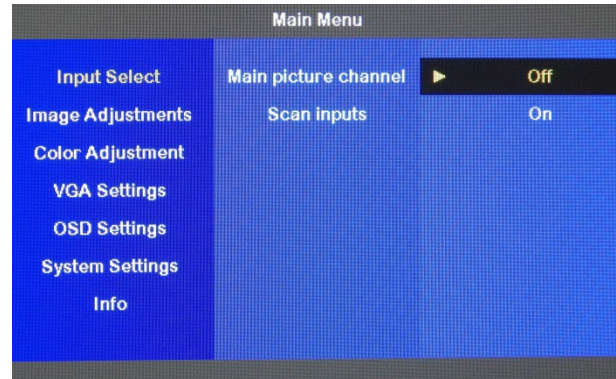 Main Menu
Input Select
Image Adjustments
Color Adjustment
VGA Settings
OSD Settings
System Settings
Info
Main picture channel
Scan inputs
Off
On